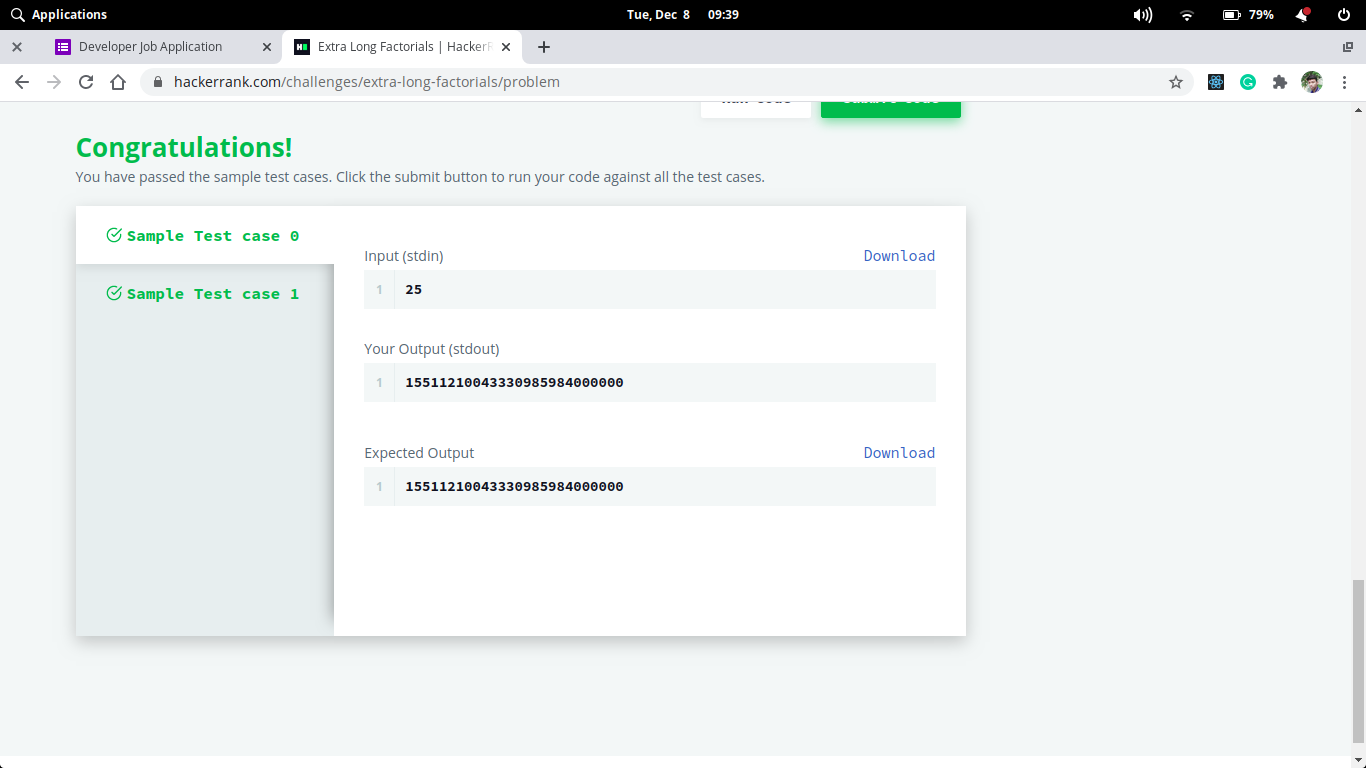 Applications
Tue, Dec 8 09:39
79%
Developer Job Application
Extra Long Factorials | HackerR
hackerrank.com/challenges/extra-long-factorials/problem
Congratulations!
You have passed the sample test cases. Click the submit button to run your code against all the test cases.
Sample Test case 0
Sample Test case 1
Input (stdin)
Download
1 25
Your Output (stdout)
1 15511210043330985984000000
Expected Output
Download
1 15511210043330985984000000